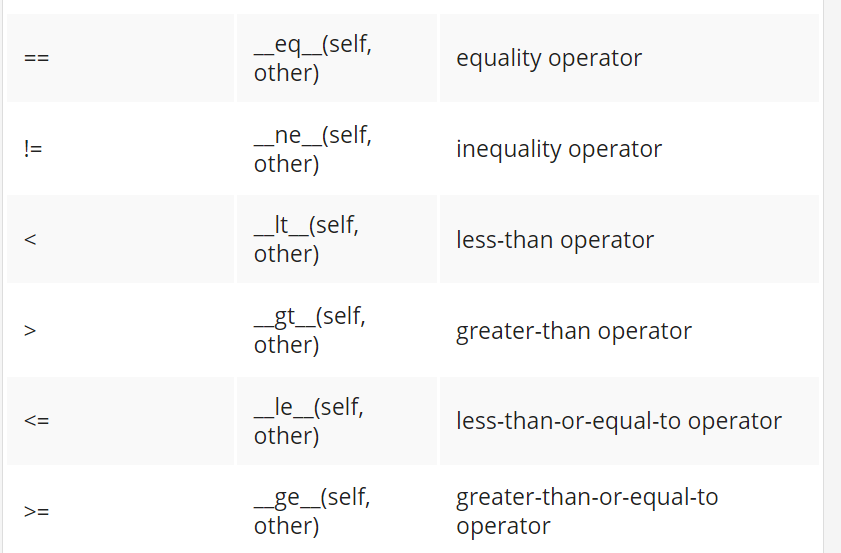 == __eq__(self, equality operator
other)
!= __ne__(self, inequality operator
other)
< __lt__(self, less-than operator
other)
> __gt__(self, greater-than operator
other)
<= __le__(self, less-than-or-equal-to operator
other)
>= __ge__(self, greater-than-or-equal-to
other) operator